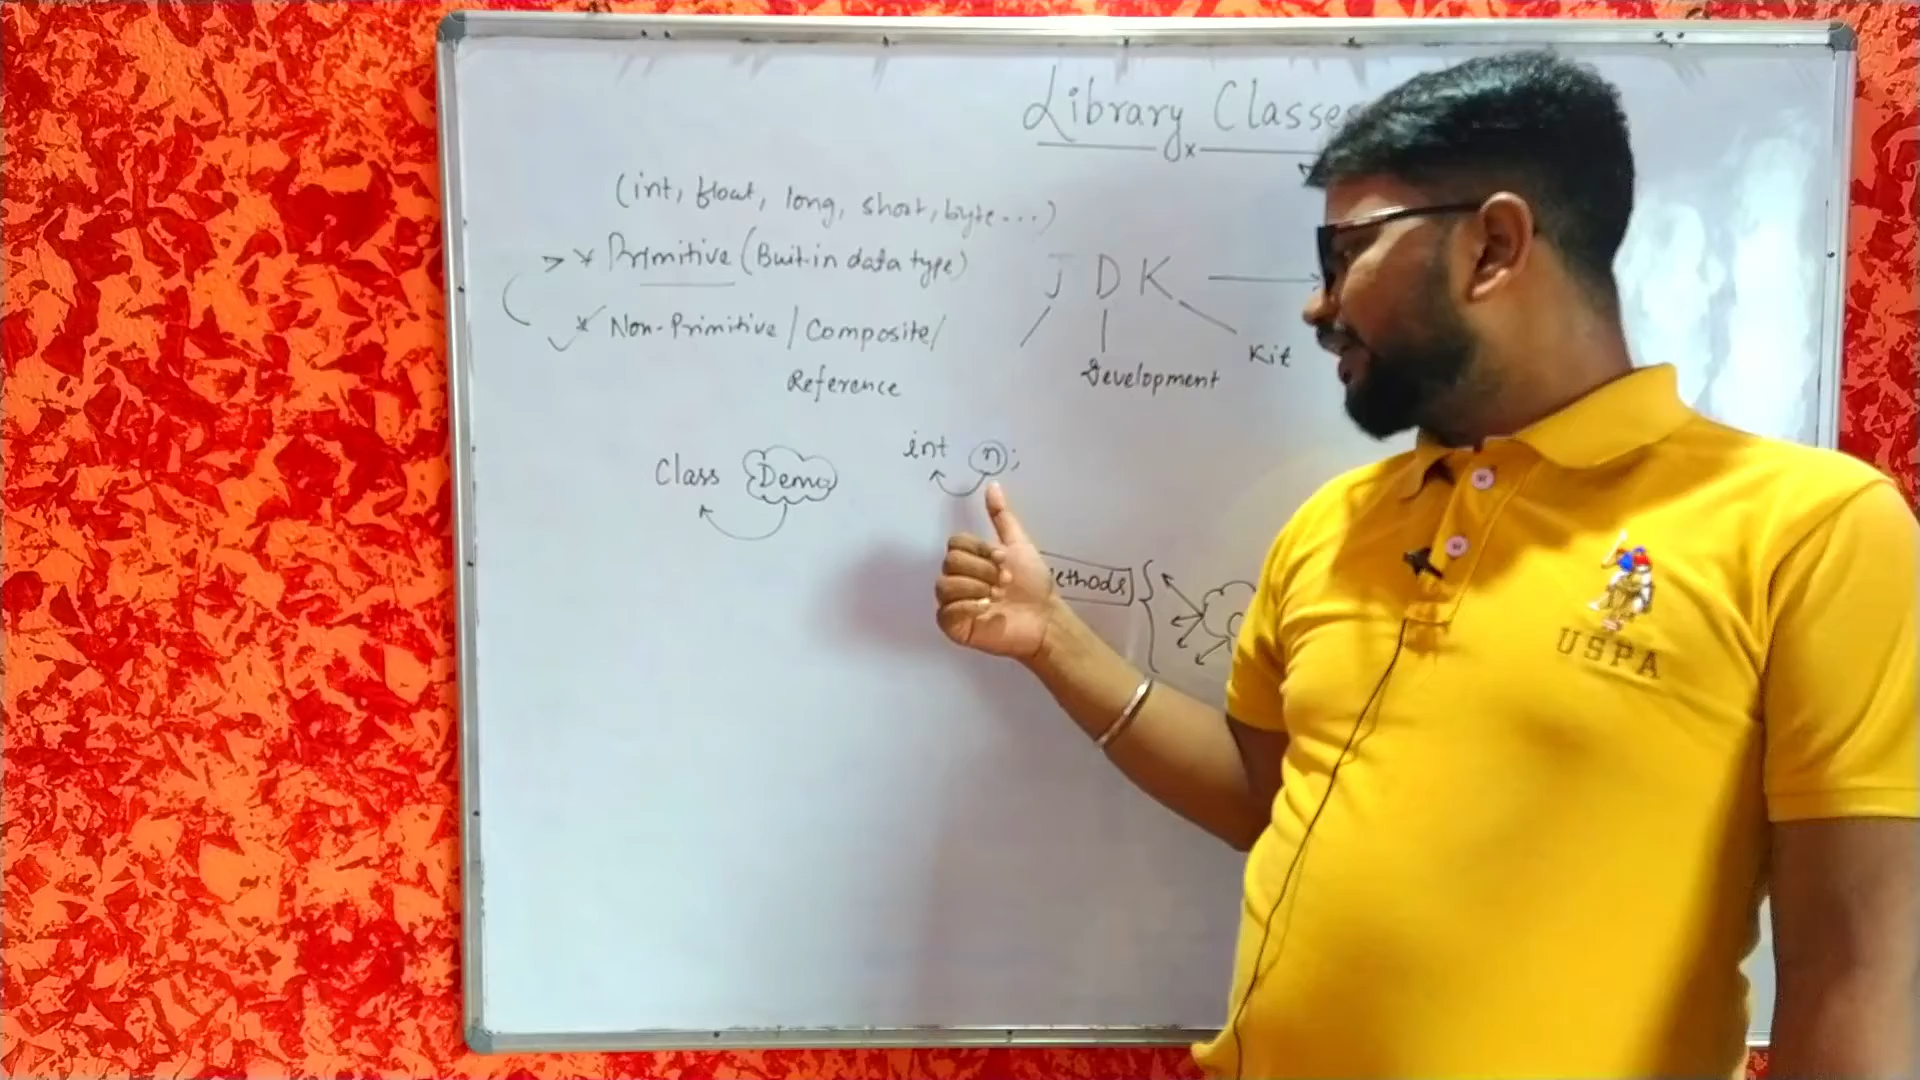 Library Classes
(int, float, long, short, byte...)
* Primitive (Built-in data type)
J D K
* Non-Primitive / Composite /
Reference
Development
Kit
Class Demo
int n;
ethods
USPA